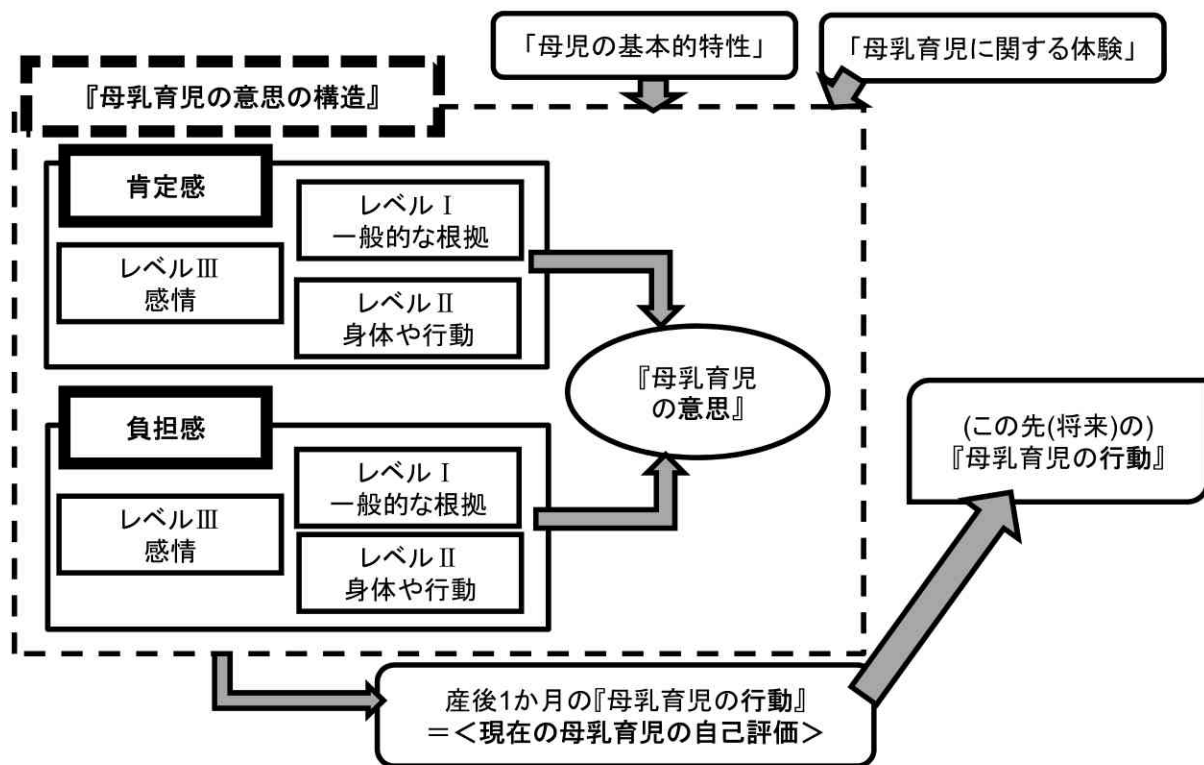 「母児の基本的特性」
「母乳育児に関する体験」
『母乳育児の意思の構造』
肯定感
レベルⅠ
一般的な根拠
レベルⅢ
感情
レベルⅡ
身体や行動
『母乳育児
の意思』
負担感
レベルⅠ
一般的な根拠
レベルⅢ
感情
レベルⅡ
身体や行動
(この先(将来)の)
『母乳育児の行動』
産後1か月の『母乳育児の行動』
＝＜現在の母乳育児の自己評価＞